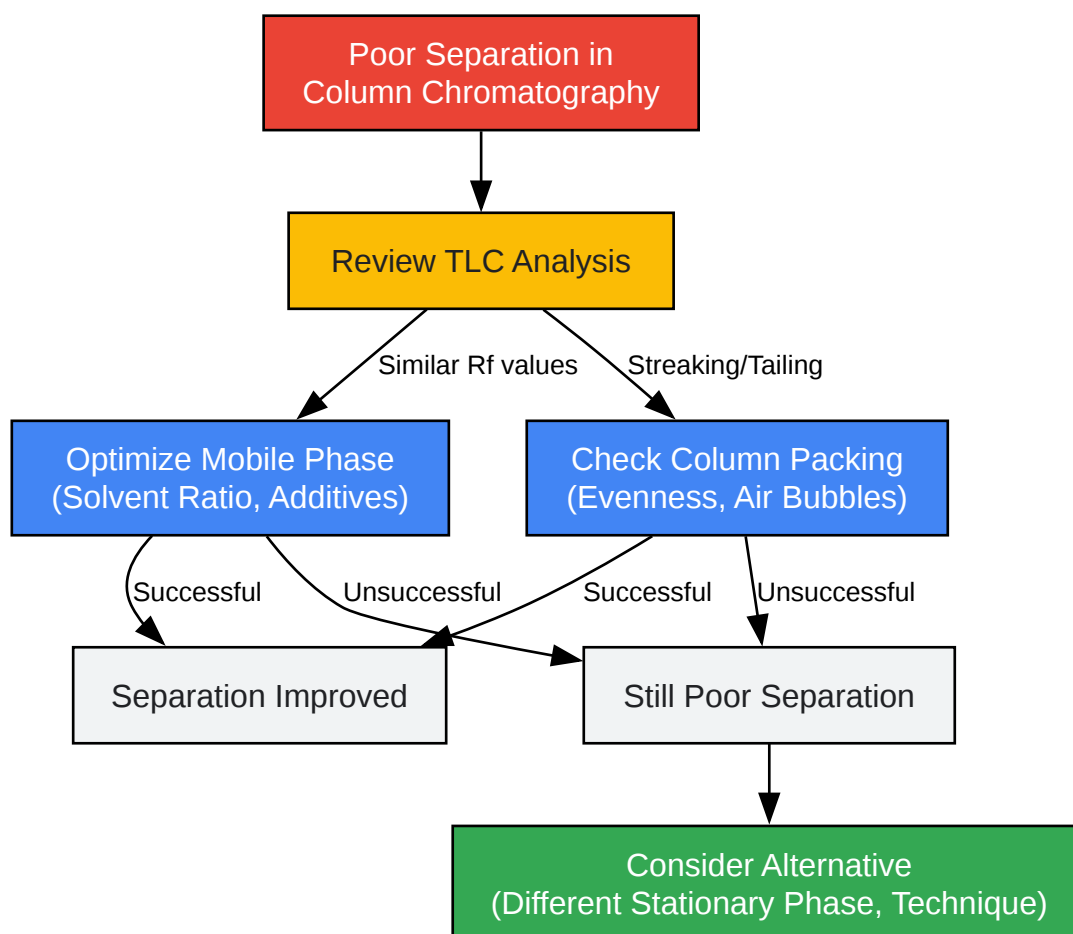 Poor Separation in
Column Chromatography
Review TLC Analysis
Similar Rf values
Streaking/Tailing
Optimize Mobile Phase
(Solvent Ratio, Additives)
Check Column Packing
(Evenness, Air Bubbles)
Successful
Unsuccessful
Successful
Unsuccessful
Separation Improved
Still Poor Separation
Consider Alternative
(Different Stationary Phase, Technique)